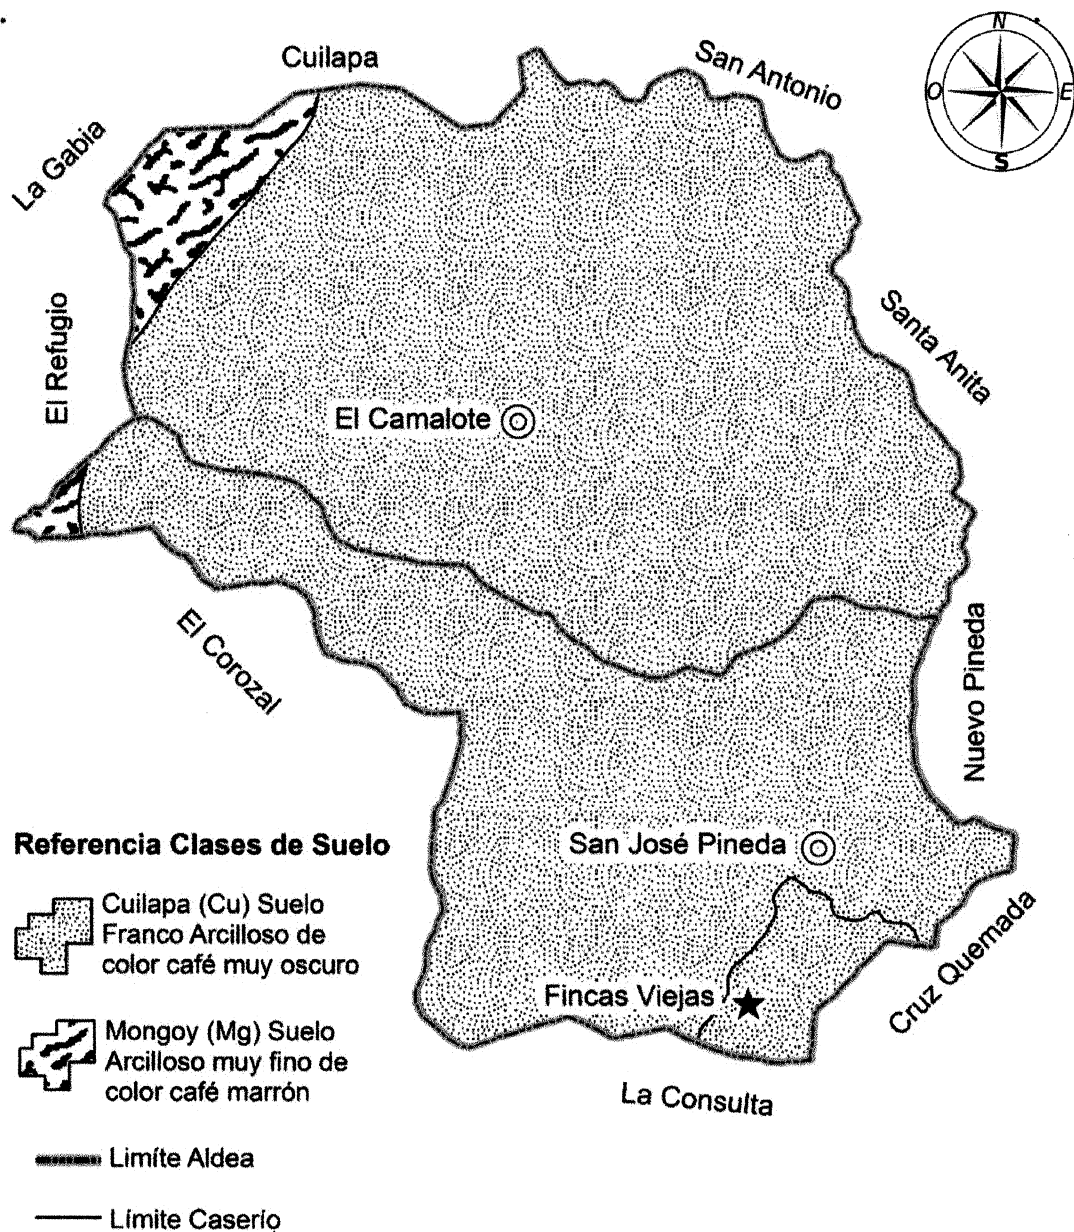 Cuilapa
San Antonio
N
O
E
S
La Gabia
El Refugio
Santa Anita
El Camalote
El Corozal
Nuevo Pineda
Referencia Clases de Suelo
San José Pineda
Cuilapa (Cu) Suelo
Franco Arcilloso de
color café muy oscuro
Fincas Viejas
Cruz Quemada
Mongoy (Mg) Suelo
Arcilloso muy fino de
color café marrón
La Consulta
Limíte Aldea
Límite Caserío